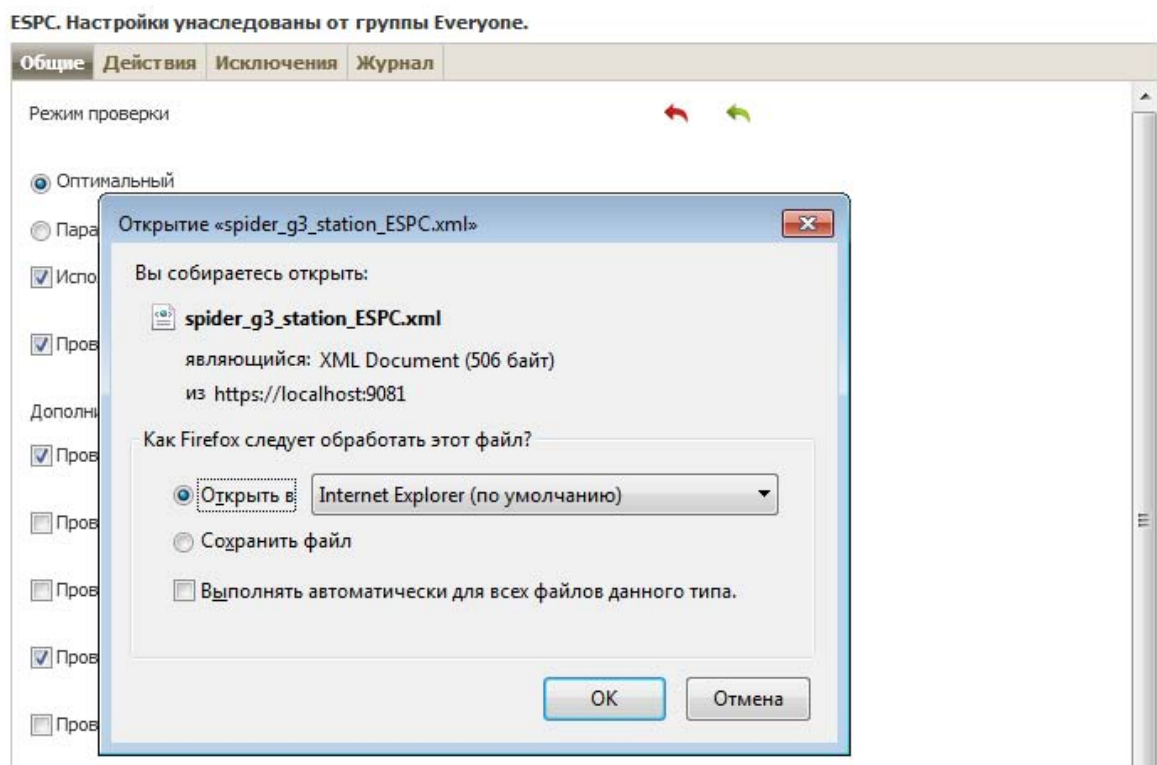 ESPC. Настройки унаследованы от группы Everyone.
Общие Действия Исключения Журнал
Режим проверки
Оптимальный
Открытие «spider_g3_station_ESPC.xml»
Вы собираетесь открыть:
spider_g3_station_ESPC.xml
являющийся: XML Document (506 байт)
из https://localhost:9081
Как Firefox следует обработать этот файл?
Открыть в Internet Explorer (по умолчанию)
Сохранить файл
Выполнять автоматически для всех файлов данного типа.
OK Отмена
Пара
Испо
Пров
Дополн
Пров
Пров
Пров
Пров
Пров